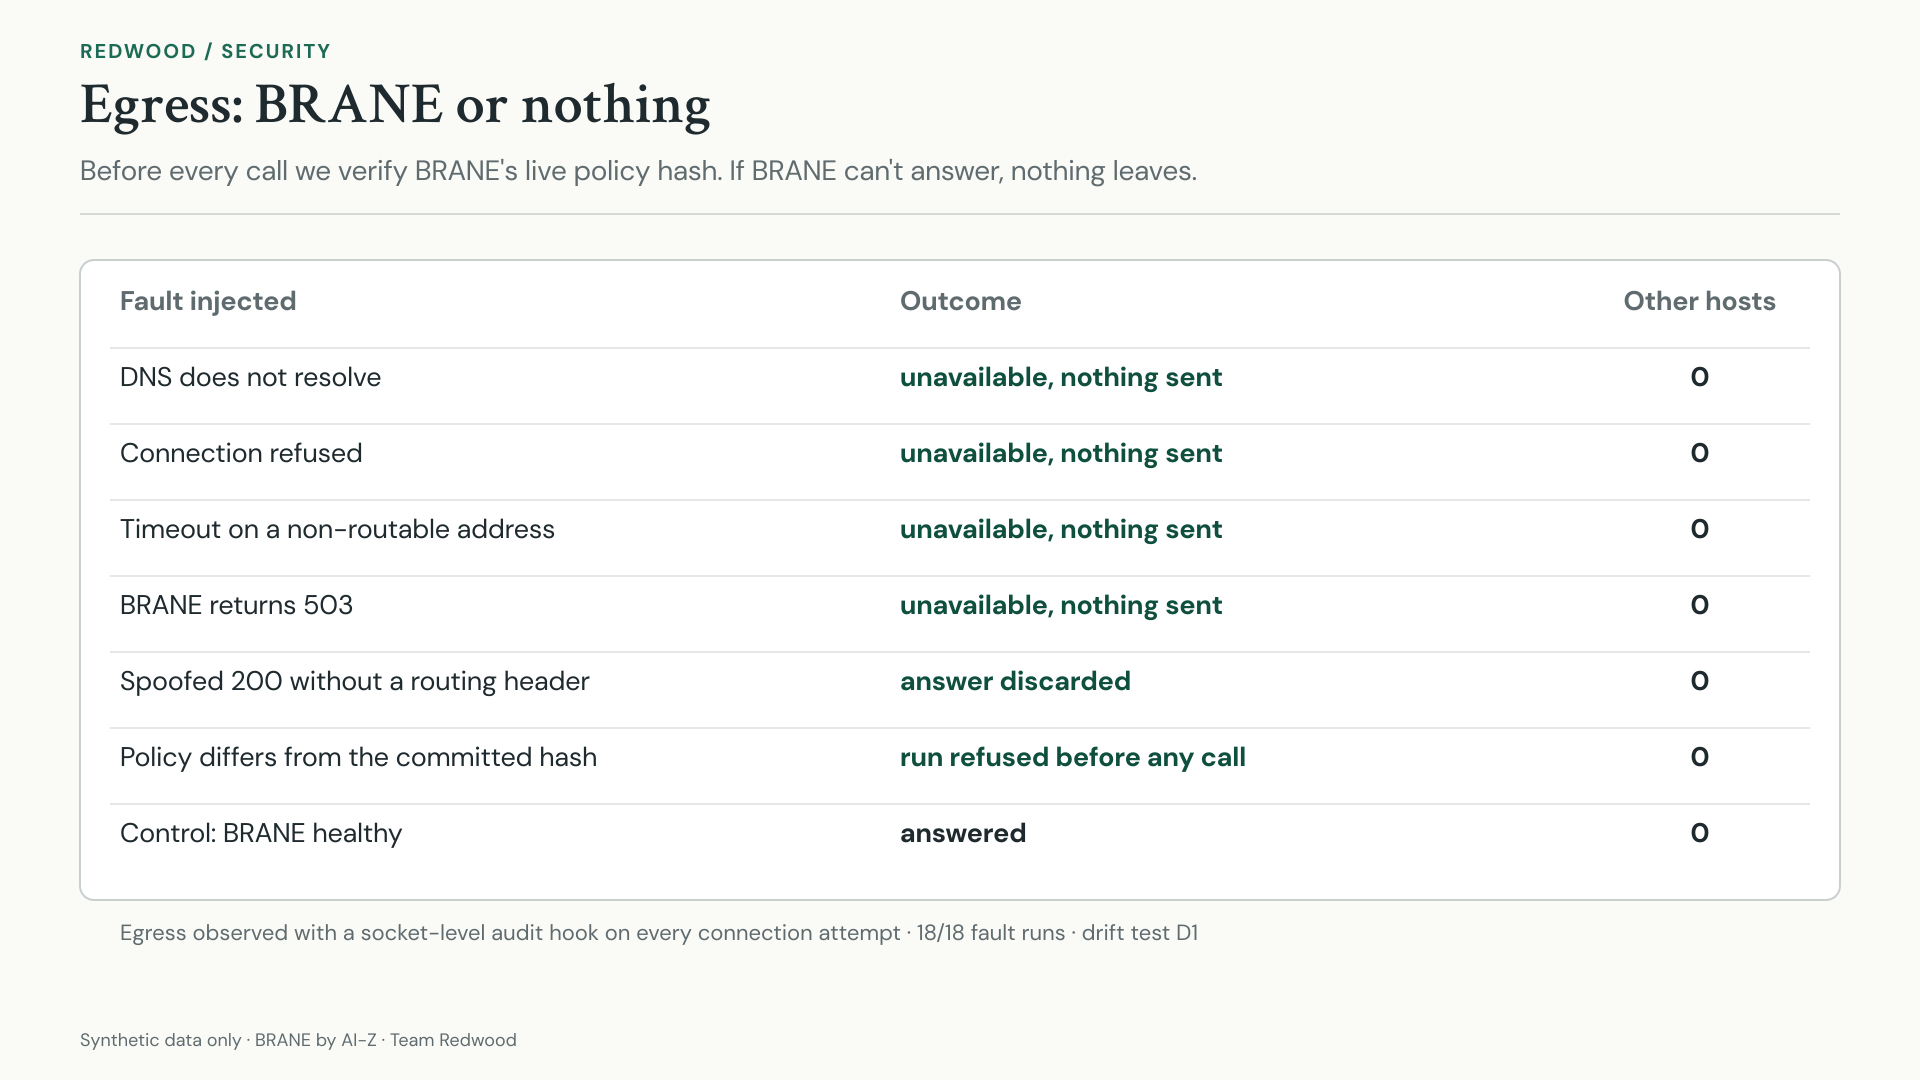 REDWOOD / SECURITY
Egress: BRANE or nothing
Before every call we verify BRANE's live policy hash. If BRANE can't answer, nothing leaves.
Fault injected Outcome Other hosts
DNS does not resolve unavailable, nothing sent 0
Connection refused unavailable, nothing sent 0
Timeout on a non-routable address unavailable, nothing sent 0
BRANE returns 503 unavailable, nothing sent 0
Spoofed 200 without a routing header answer discarded 0
Policy differs from the committed hash run refused before any call 0
Control: BRANE healthy answered 0
Egress observed with a socket-level audit hook on every connection attempt · 18/18 fault runs · drift test D1
Synthetic data only · BRANE by AI-Z · Team Redwood